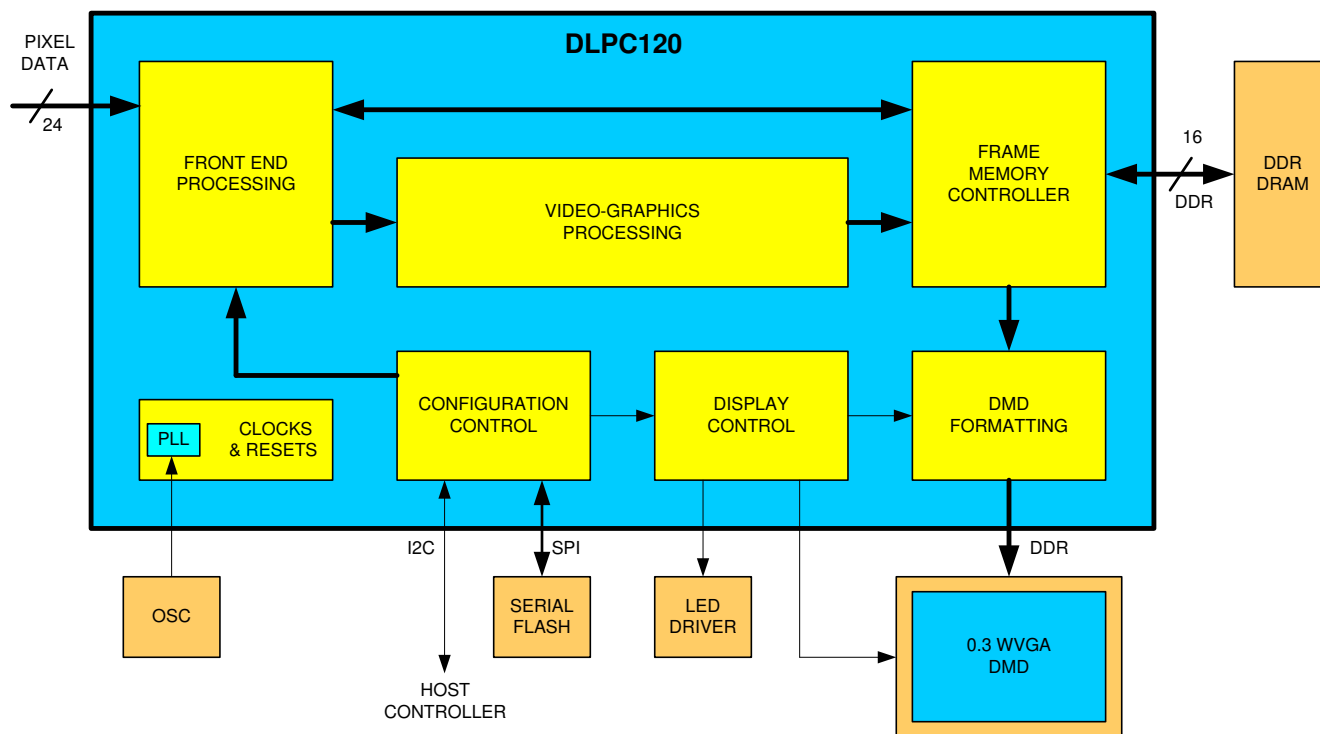 DLPC120
PIXEL
DATA
24
FRONT END
PROCESSING
VIDEO-GRAPHICS
PROCESSING
FRAME
MEMORY
CONTROLLER
16
DDR
DDR
DRAM
CONFIGURATION
CONTROL
DISPLAY
CONTROL
DMD
FORMATTING
PLL
CLOCKS
& RESETS
I2C
SPI
DDR
OSC
SERIAL
FLASH
LED
DRIVER
0.3 WVGA
DMD
HOST
CONTROLLER